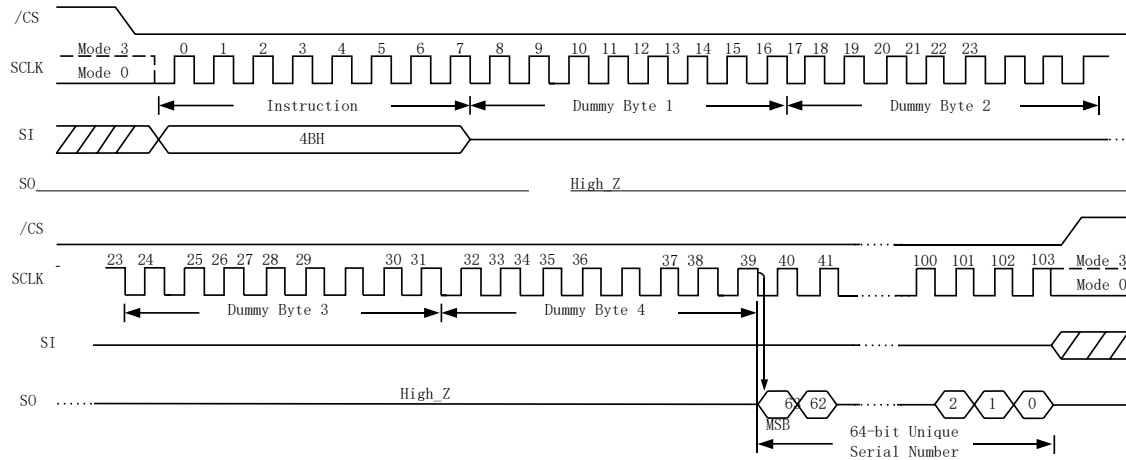 /CS
Mode 3 0 1 2 3 4 5 6 7 8 9 10 11 12 13 14 15 16 17 18 19 20 21 22 23
SCLK
Mode 0
Instruction Dummy Byte 1 Dummy Byte 2
SI 4BH
SO High_Z
/CS
23 24 25 26 27 28 29 30 31 32 33 34 35 36 37 38 39 40 41 100 101 102 103 Mode 3
SCLK Mode 0
Dummy Byte 3 Dummy Byte 4
SI
High_Z
SO 62 2 1 0
MSB 64-bit Unique
Serial Number